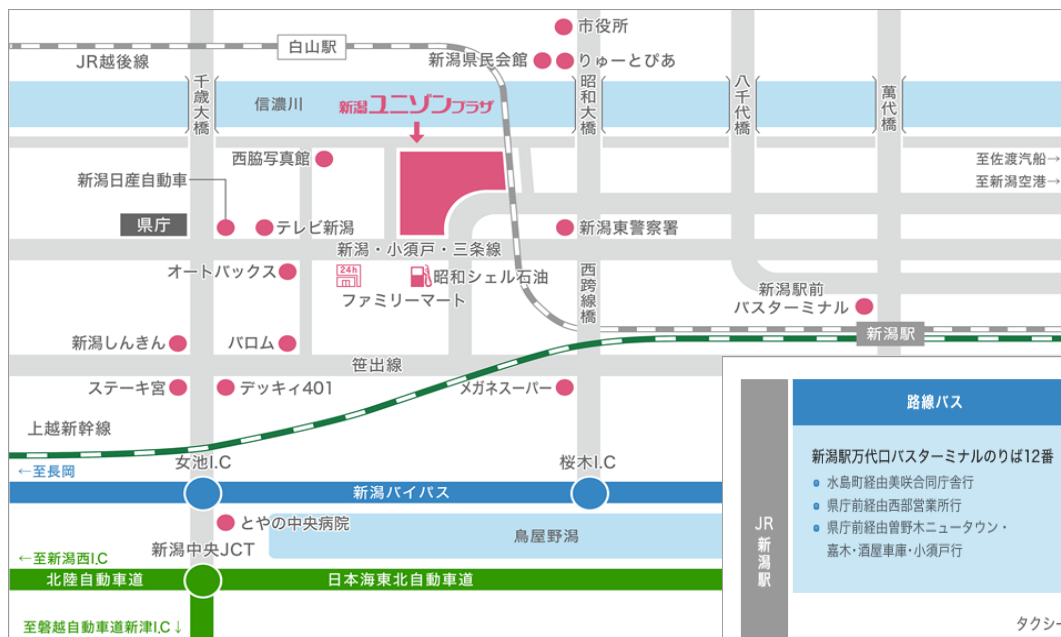 市役所
白山駅
新潟県民会館
りゅーとぴあ
JR越後線
千歳大橋
昭和大橋
八千代橋
萬代橋
信濃川
新潟ユニゾンプラザ
西脇写真館
至佐渡汽船→
至新潟空港→
新潟日産自動車
県庁
テレビ新潟
新潟東警察署
新潟・小須戸・三条線
オートバックス
24h
昭和シェル石油
ファミリーマート
西跨線橋
新潟駅前
バスターミナル
新潟駅
新潟しんきん
バロム
笹出線
ステーキ宮
デッキィ401
メガネスーパー
上越新幹線
女池I.C
桜木I.C
←至長岡
新潟バイパス
とやの中央病院
鳥屋野潟
新潟中央JCT
←至新潟西I.C
北陸自動車道
日本海東北自動車道
至磐越自動車道新津I.C↓
JR新潟駅
路線バス
新潟駅万代口バスターミナルのりば12番
水島町経由美咲合同庁舎行
県庁前経由西部営業所行
県庁前経由曽野木ニュータウン・
嘉木・酒屋車庫・小須戸行
タクシー